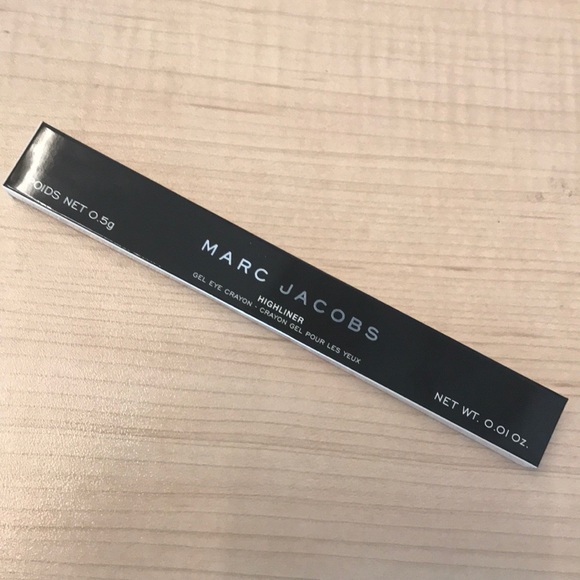 POIDS NET 0.5g
MARC JACOBS
HIGHLINER
GEL EYE CRAYON - CRAYON GEL POUR LES YEUX
NET WT. 0.01 OZ.